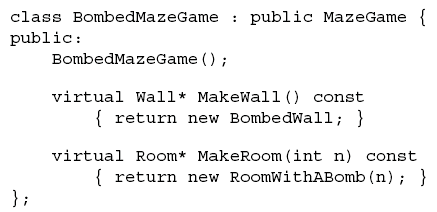 class BombedMazeGame : public MazeGame {
public:
    BombedMazeGame();

    virtual Wall* MakeWall() const
        { return new BombedWall; }

    virtual Room* MakeRoom(int n) const
        { return new RoomWithABomb(n); }
};